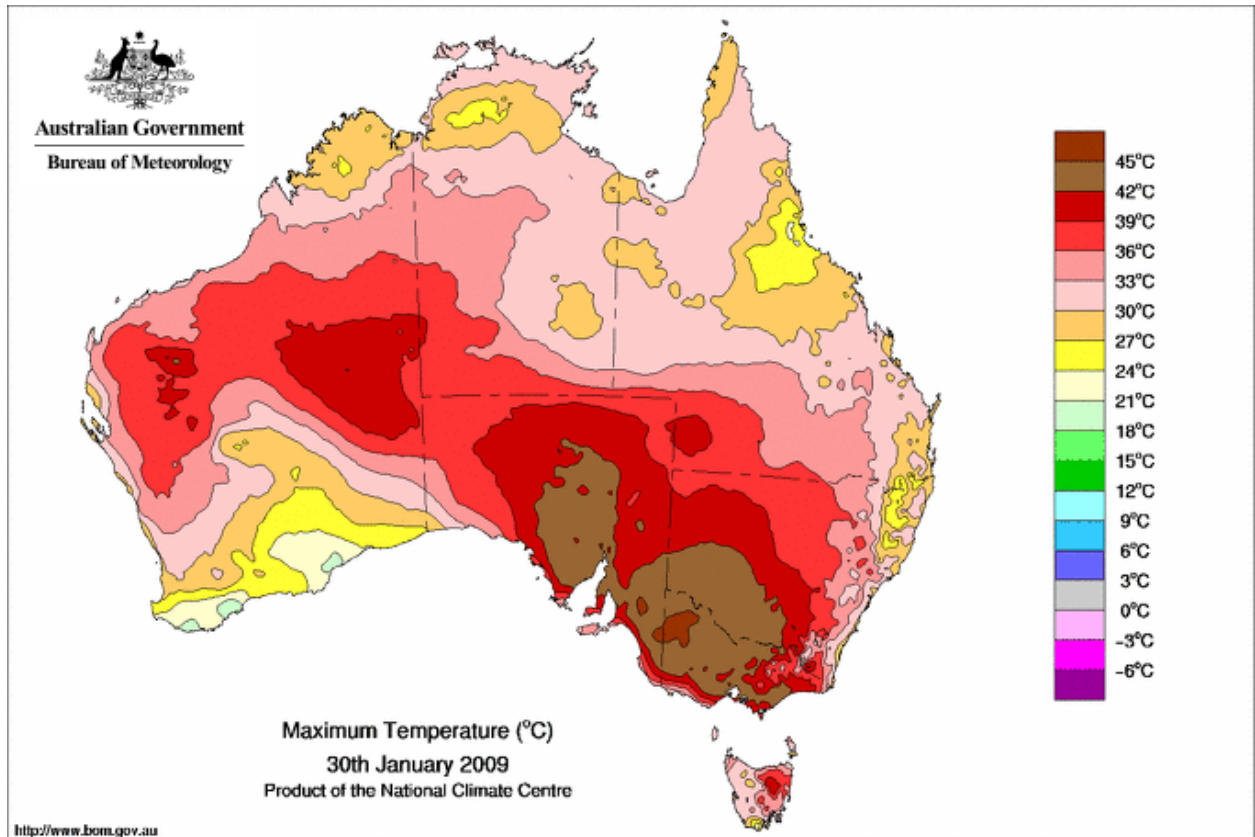 Australian Government
Bureau of Meteorology
45°C
42°C
39°C
36°C
33°C
30°C
27°C
24°C
21°C
18°C
15°C
12°C
9°C
6°C
3°C
0°C
-3°C
-6°C
Maximum Temperature (°C)
30th January 2009
Product of the National Climate Centre
http://www.bom.gov.au